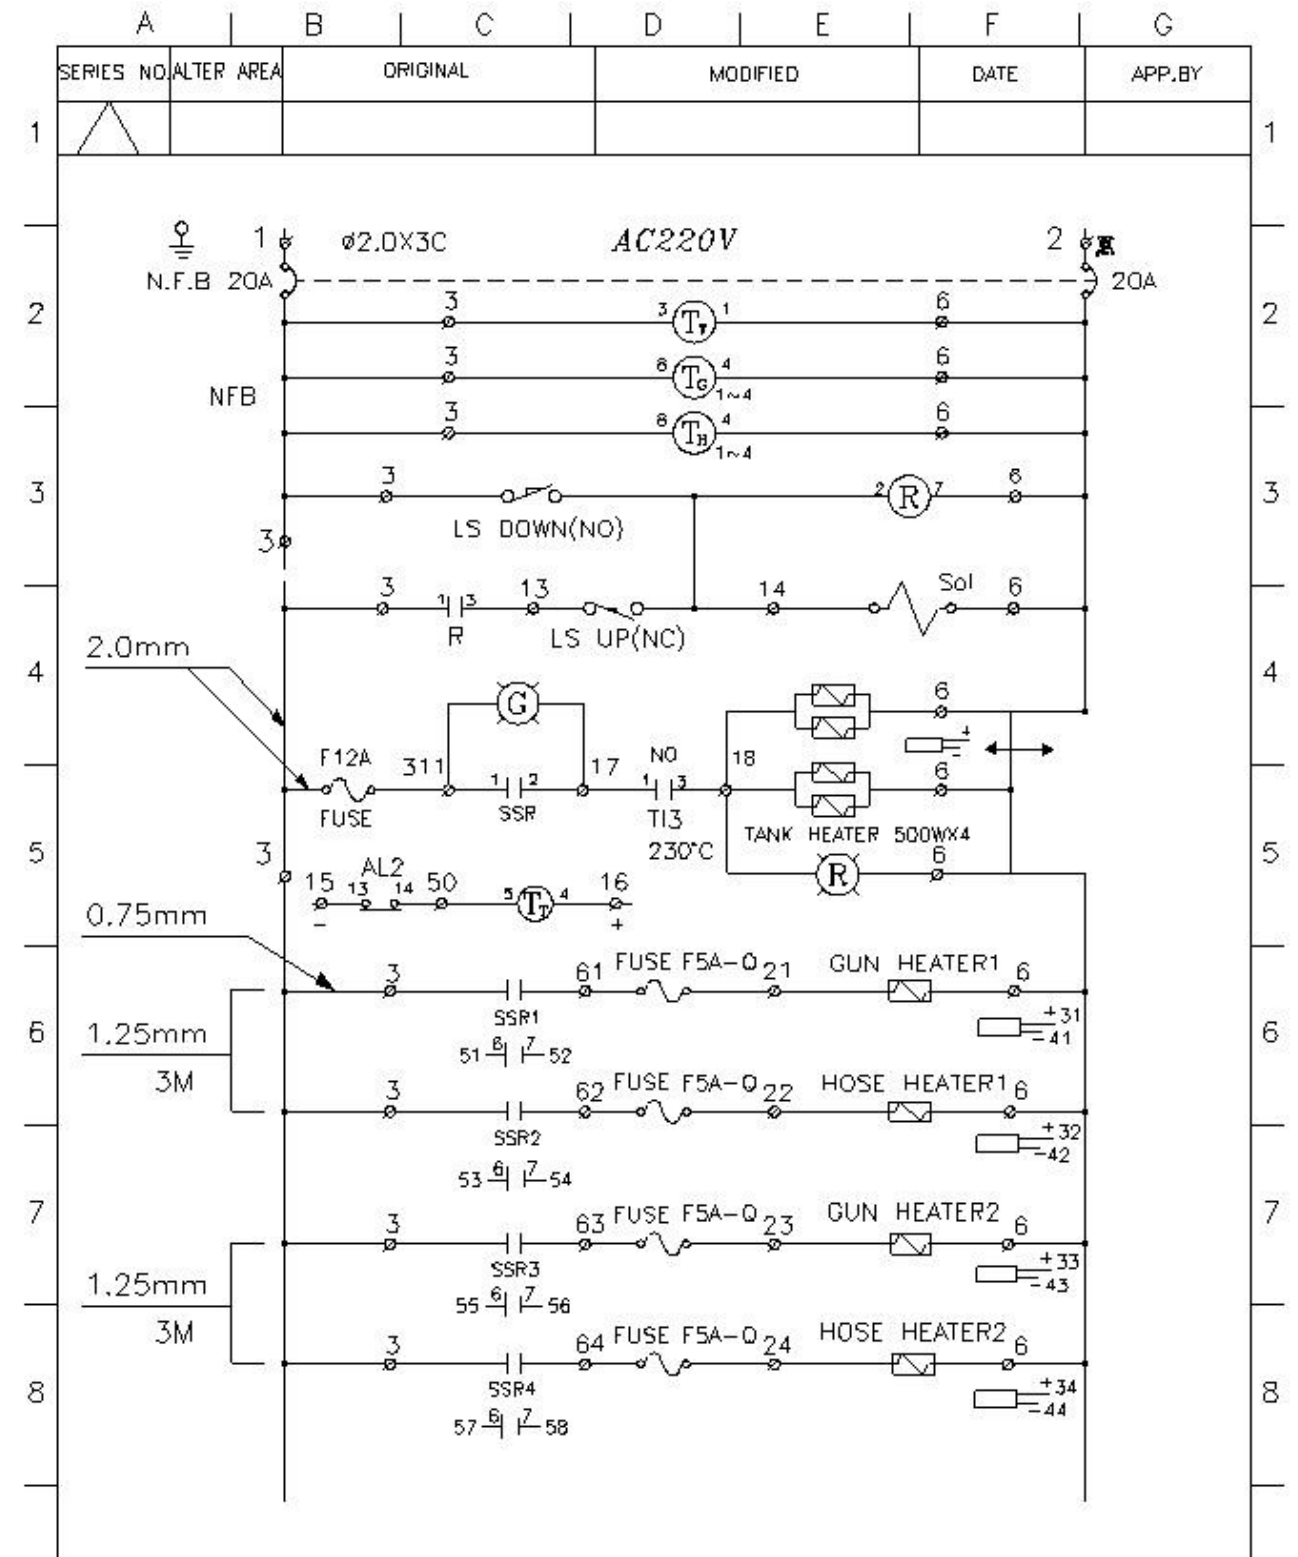 A B C D E F G
SERIES NO. ALTER AREA ORIGINAL MODIFIED DATE APP.BY
1 1
1 ø2.0X3C AC220V 2
N.F.B 20A 20A
2 3 3 1 6 2
T
3 8 4 6
NFB TG 1~4
3 8 4 6
TH 1~4
3 3 2 R 7 6 3
LS DOWN(NO)
3
3 1 3 13 14 Sol 6
R LS UP(NC)
2.0mm
4 G 6 4
+
-
F12A 311 1 2 17 NO 1 3 18 6
FUSE SSR TI3
230°C TANK HEATER 500WX4
5 3 R 6 5
AL2
15 13 14 50 5 4 16
- +
0.75mm
3 61 FUSE F5A-Q 21 GUN HEATER1 6
SSR1 +31
6 1.25mm 51 6 7 52 -41 6
3M
3 62 FUSE F5A-Q 22 HOSE HEATER1 6
SSR2 +32
53 6 7 54 -42
7 3 63 FUSE F5A-Q 23 GUN HEATER2 6 7
SSR3 +33
1.25mm 55 6 7 56 -43
3M
3 64 FUSE F5A-Q 24 HOSE HEATER2 6
8 SSR4 +34 8
57 6 7 58 -44